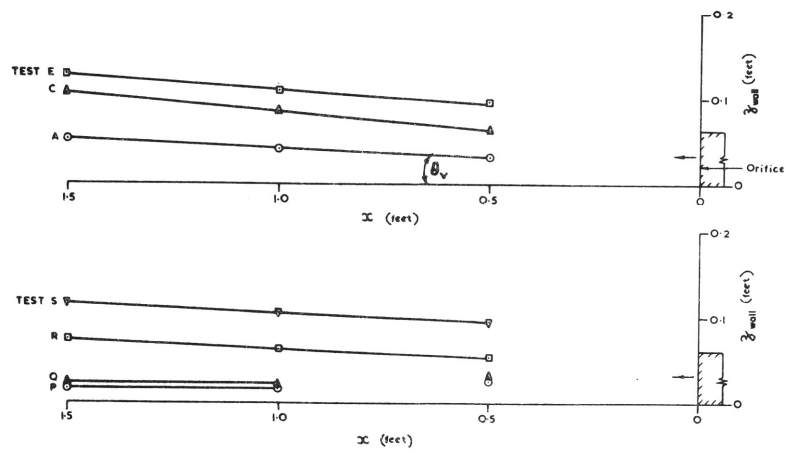 0·2
TEST E
C
A
0·1
𝓏 wall (feet)
θv
Orifice
0
1·5
1·0
0·5
0
x (feet)
0·2
TEST S
R
Q
P
0·1
𝓏 wall (feet)
0
1·5
1·0
0·5
0
x (feet)